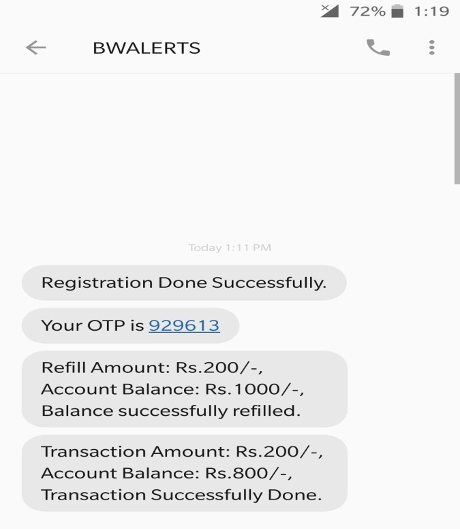 72% 1:19
BWALERTS
Today 1:11 PM
Registration Done Successfully.
Your OTP is 929613
Refill Amount: Rs.200/-,
Account Balance: Rs.1000/-,
Balance successfully refilled.
Transaction Amount: Rs.200/-,
Account Balance: Rs.800/-,
Transaction Successfully Done.